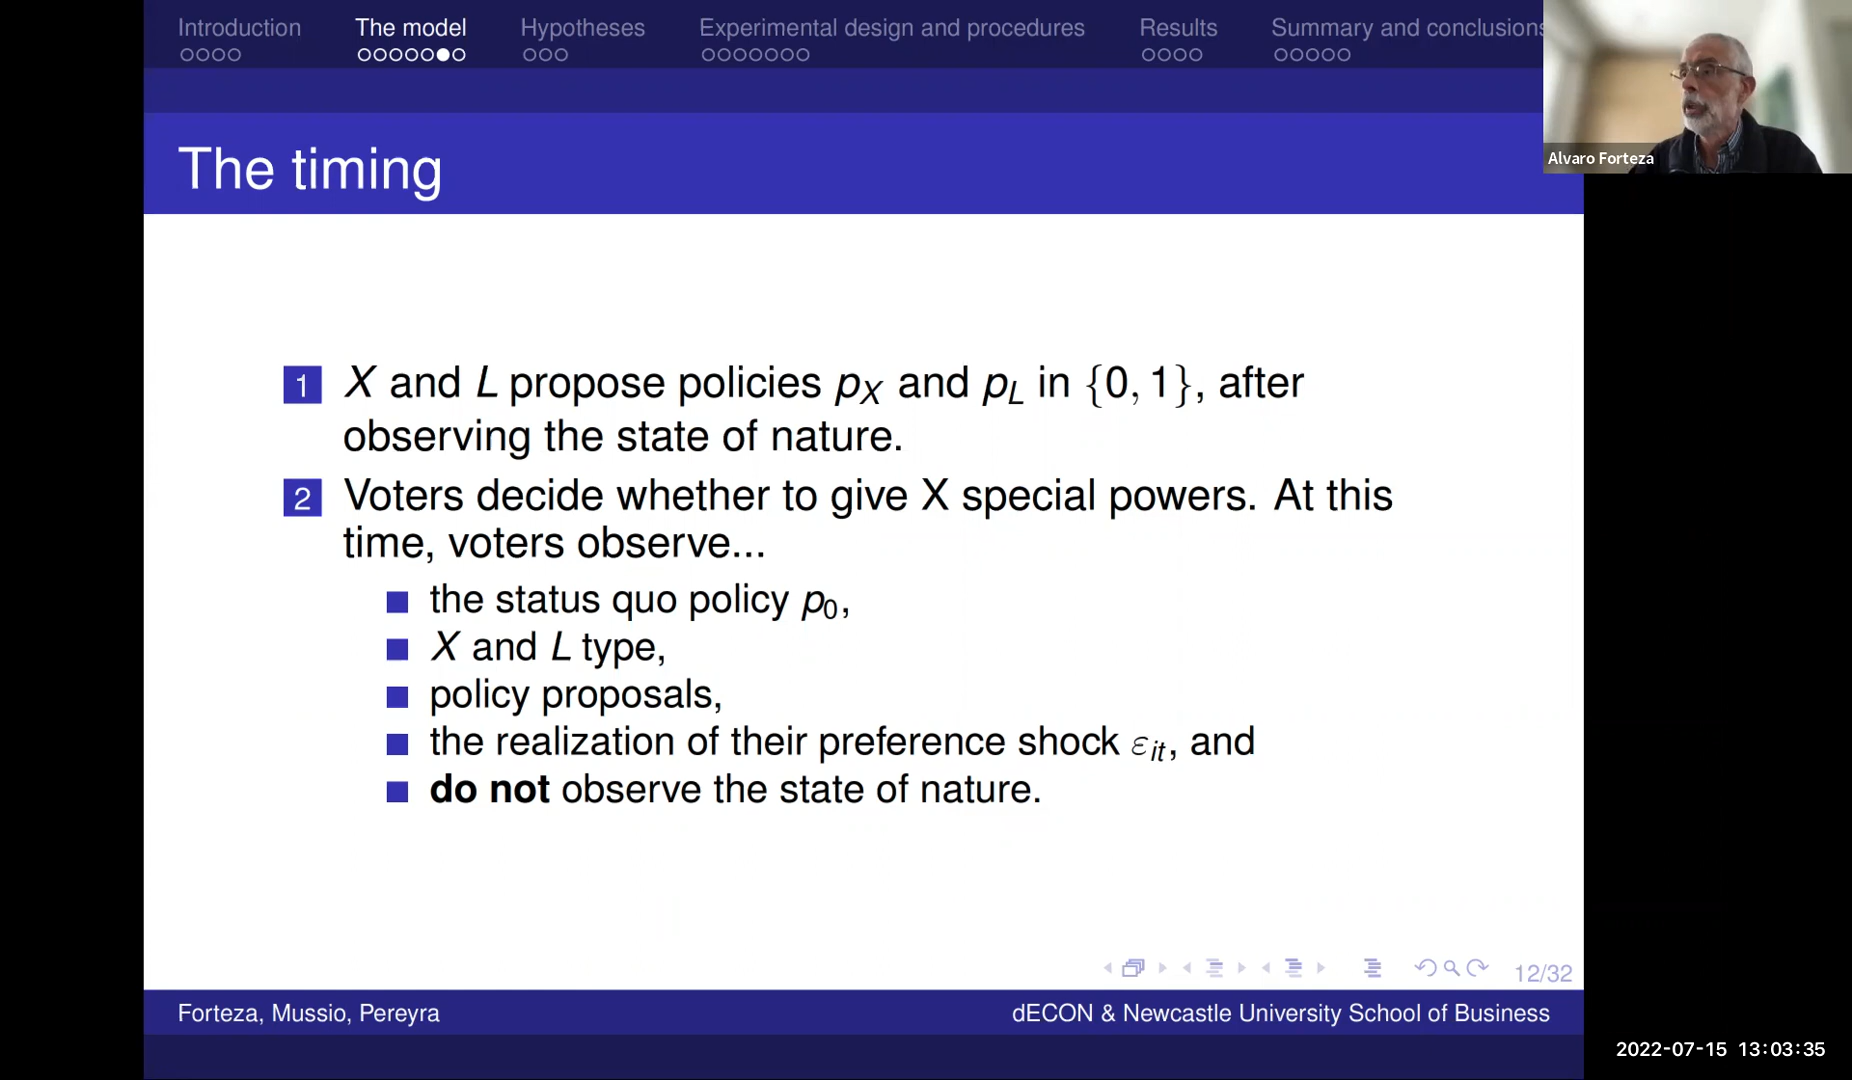 Introduction The model Hypotheses Experimental design and procedures Results Summary and conclusions
Alvaro Forteza
The timing
1 X and L propose policies pX and pL in {0, 1}, after
observing the state of nature.
2 Voters decide whether to give X special powers. At this
time, voters observe...
the status quo policy p0,
X and L type,
policy proposals,
the realization of their preference shock εit, and
do not observe the state of nature.
12/32
Forteza, Mussio, Pereyra dECON & Newcastle University School of Business
2022-07-15 13:03:35